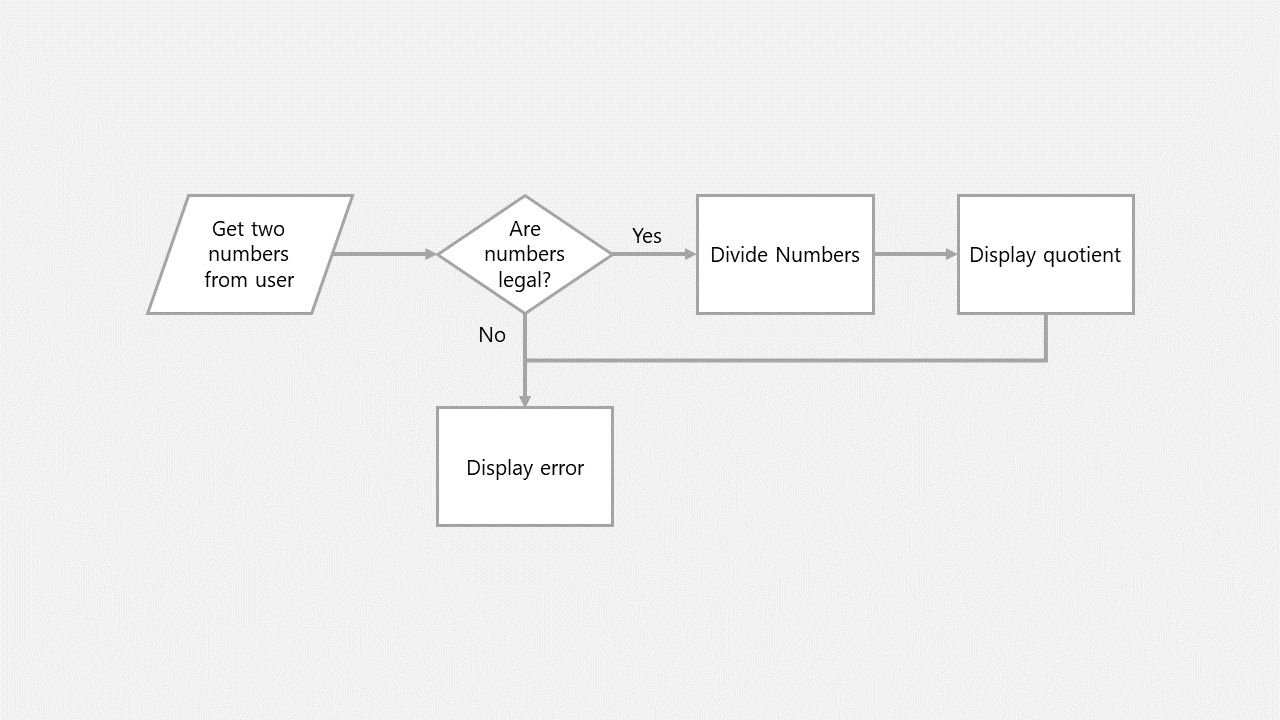 Get two
numbers
from user
Are
numbers
legal?
Yes
Divide Numbers
Display quotient
No
Display error